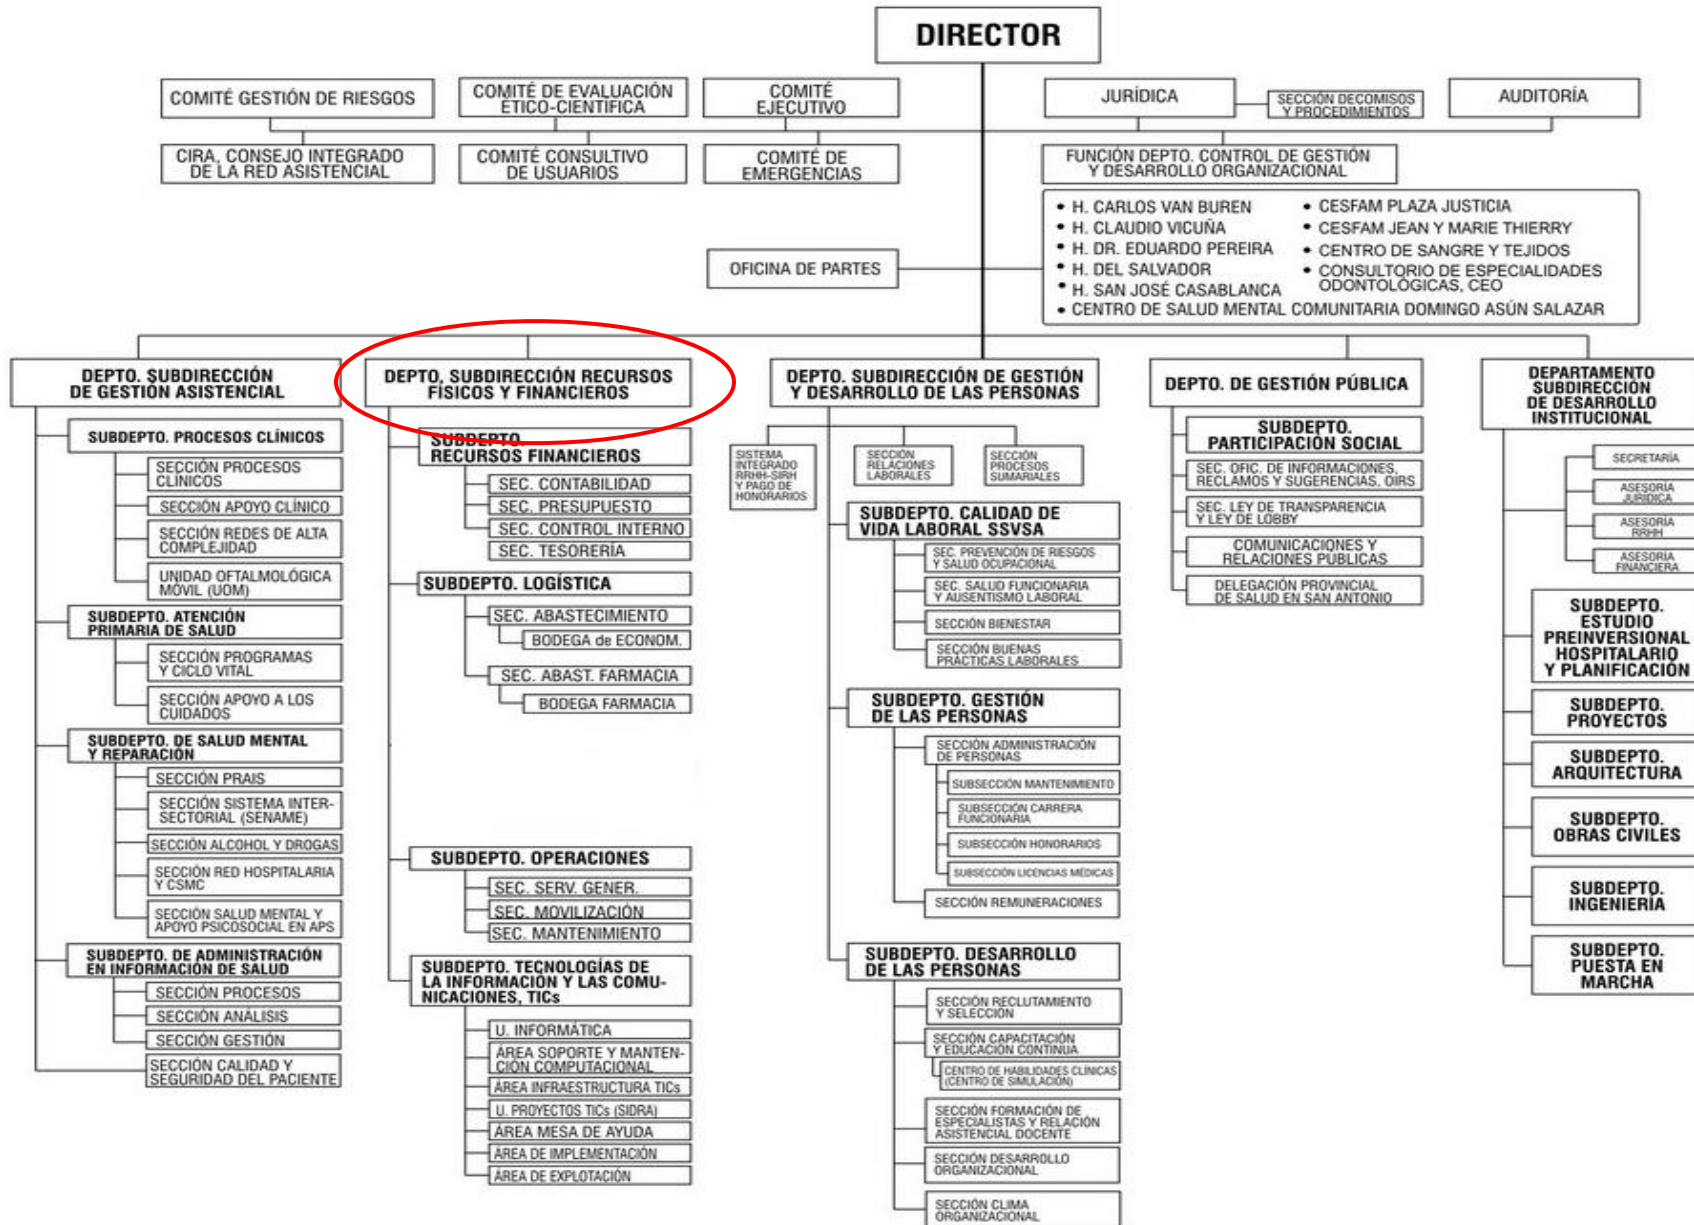 DIRECTOR
COMITÉ GESTIÓN DE RIESGOS
COMITÉ DE EVALUACIÓN
ÉTICO-CIENTÍFICA
COMITÉ
EJECUTIVO
JURÍDICA
SECCIÓN DECOMISOS
Y PROCEDIMIENTOS
AUDITORÍA
CIRA, CONSEJO INTEGRADO
DE LA RED ASISTENCIAL
COMITÉ CONSULTIVO
DE USUARIOS
COMITÉ DE
EMERGENCIAS
FUNCIÓN DEPTO. CONTROL DE GESTIÓN
Y DESARROLLO ORGANIZACIONAL
OFICINA DE PARTES
• H. CARLOS VAN BUREN
• H. CLAUDIO VICUÑA
• H. DR. EDUARDO PEREIRA
• H. DEL SALVADOR
• H. SAN JOSÉ CASABLANCA
• CESFAM PLAZA JUSTICIA
• CESFAM JEAN Y MARIE THIERRY
• CENTRO DE SANGRE Y TEJIDOS
• CONSULTORIO DE ESPECIALIDADES
ODONTOLÓGICAS, CEO
• CENTRO DE SALUD MENTAL COMUNITARIA DOMINGO ASÚN SALAZAR
DEPTO. SUBDIRECCIÓN
DE GESTIÓN ASISTENCIAL
SUBDEPTO. PROCESOS CLÍNICOS
SECCIÓN PROCESOS
CLÍNICOS
SECCIÓN APOYO CLÍNICO
SECCIÓN REDES DE ALTA
COMPLEJIDAD
UNIDAD OFTALMOLÓGICA
MÓVIL (UOM)
SUBDEPTO. ATENCIÓN
PRIMARIA DE SALUD
SECCIÓN PROGRAMAS
Y CICLO VITAL
SECCIÓN APOYO A LOS
CUIDADOS
SUBDEPTO. DE SALUD MENTAL
Y REPARACIÓN
SECCIÓN PRAIS
SECCIÓN SISTEMA INTER-
SECTORIAL (SENAME)
SECCIÓN ALCOHOL Y DROGAS
SECCIÓN RED HOSPITALARIA
Y CSMC
SECCIÓN SALUD MENTAL Y
APOYO PSICOSOCIAL EN APS
SUBDEPTO. DE ADMINISTRACIÓN
EN INFORMACIÓN DE SALUD
SECCIÓN PROCESOS
SECCIÓN ANÁLISIS
SECCIÓN GESTIÓN
SECCIÓN CALIDAD Y
SEGURIDAD DEL PACIENTE
DEPTO. SUBDIRECCIÓN RECURSOS
FÍSICOS Y FINANCIEROS
SUBDEPTO.
RECURSOS FINANCIEROS
SEC. CONTABILIDAD
SEC. PRESUPUESTO
SEC. CONTROL INTERNO
SEC. TESORERÍA
SUBDEPTO. LOGÍSTICA
SEC. ABASTECIMIENTO
BODEGA de ECONOM.
SEC. ABAST. FARMACIA
BODEGA FARMACIA
SUBDEPTO. OPERACIONES
SEC. SERV. GENER.
SEC. MOVILIZACIÓN
SEC. MANTENIMIENTO
SUBDEPTO. TECNOLOGÍAS DE
LA INFORMACIÓN Y LAS COMU-
NICACIONES, TICs
U. INFORMÁTICA
ÁREA SOPORTE Y MANTEN-
CIÓN COMPUTACIONAL
ÁREA INFRAESTRUCTURA TICs
U. PROYECTOS TICs (SIDRA)
ÁREA MESA DE AYUDA
ÁREA DE IMPLEMENTACIÓN
ÁREA DE EXPLOTACIÓN
DEPTO. SUBDIRECCIÓN DE GESTIÓN
Y DESARROLLO DE LAS PERSONAS
SISTEMA
INTEGRADO
RRHH-SIRH
Y PAGO DE
HONORARIOS
SECCIÓN
RELACIONES
LABORALES
SECCIÓN
PROCESOS
SUMARIALES
SUBDEPTO. CALIDAD DE
VIDA LABORAL SSVSA
SEC. PREVENCIÓN DE RIESGOS
Y SALUD OCUPACIONAL
SEC. SALUD FUNCIONARIA
Y AUSENTISMO LABORAL
SECCIÓN BIENESTAR
SECCIÓN BUENAS
PRÁCTICAS LABORALES
SUBDEPTO. GESTIÓN
DE LAS PERSONAS
SECCIÓN ADMINISTRACIÓN
DE PERSONAS
SUBSECCIÓN MANTENIMIENTO
SUBSECCIÓN CARRERA
FUNCIONARIA
SUBSECCIÓN HONORARIOS
SUBSECCIÓN LICENCIAS MÉDICAS
SECCIÓN REMUNERACIONES
SUBDEPTO. DESARROLLO
DE LAS PERSONAS
SECCIÓN RECLUTAMIENTO
Y SELECCIÓN
SECCIÓN CAPACITACIÓN
Y EDUCACIÓN CONTINUA
CENTRO DE HABILIDADES CLÍNICAS
(CENTRO DE SIMULACIÓN)
SECCIÓN FORMACIÓN DE
ESPECIALISTAS Y RELACIÓN
ASISTENCIAL DOCENTE
SECCIÓN DESARROLLO
ORGANIZACIONAL
SECCIÓN CLIMA
ORGANIZACIONAL
DEPTO. DE GESTIÓN PÚBLICA
SUBDEPTO.
PARTICIPACIÓN SOCIAL
SEC. OFIC. DE INFORMACIONES,
RECLAMOS Y SUGERENCIAS, OIRS
SEC. LEY DE TRANSPARENCIA
Y LEY DE LOBBY
COMUNICACIONES Y
RELACIONES PÚBLICAS
DELEGACIÓN PROVINCIAL
DE SALUD EN SAN ANTONIO
DEPARTAMENTO
SUBDIRECCIÓN
DE DESARROLLO
INSTITUCIONAL
SECRETARÍA
ASESORÍA
JURÍDICA
ASESORÍA
RRHH
ASESORÍA
FINANCIERA
SUBDEPTO.
ESTUDIO
PREINVERSIONAL
HOSPITALARIO
Y PLANIFICACIÓN
SUBDEPTO.
PROYECTOS
SUBDEPTO.
ARQUITECTURA
SUBDEPTO.
OBRAS CIVILES
SUBDEPTO.
INGENIERÍA
SUBDEPTO.
PUESTA EN
MARCHA